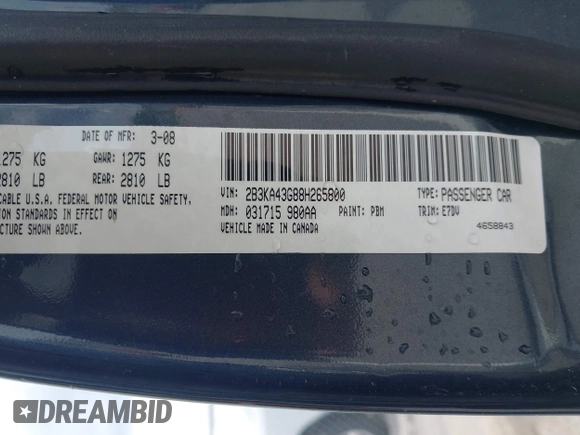 DATE OF MFR: 3-08
1275 KG GAWR: 1275 KG
2810 LB REAR: 2810 LB
CABLE U.S.A. FEDERAL MOTOR VEHICLE SAFETY,
ION STANDARDS IN EFFECT ON
CTURE SHOWN ABOVE.
VIN: 2B3KA43G88H265800 TYPE: PASSENGER CAR
MDH: 031715 980AA PAINT: PBM TRIM: E7DV
VEHICLE MADE IN CANADA 4658843
DREAMBID